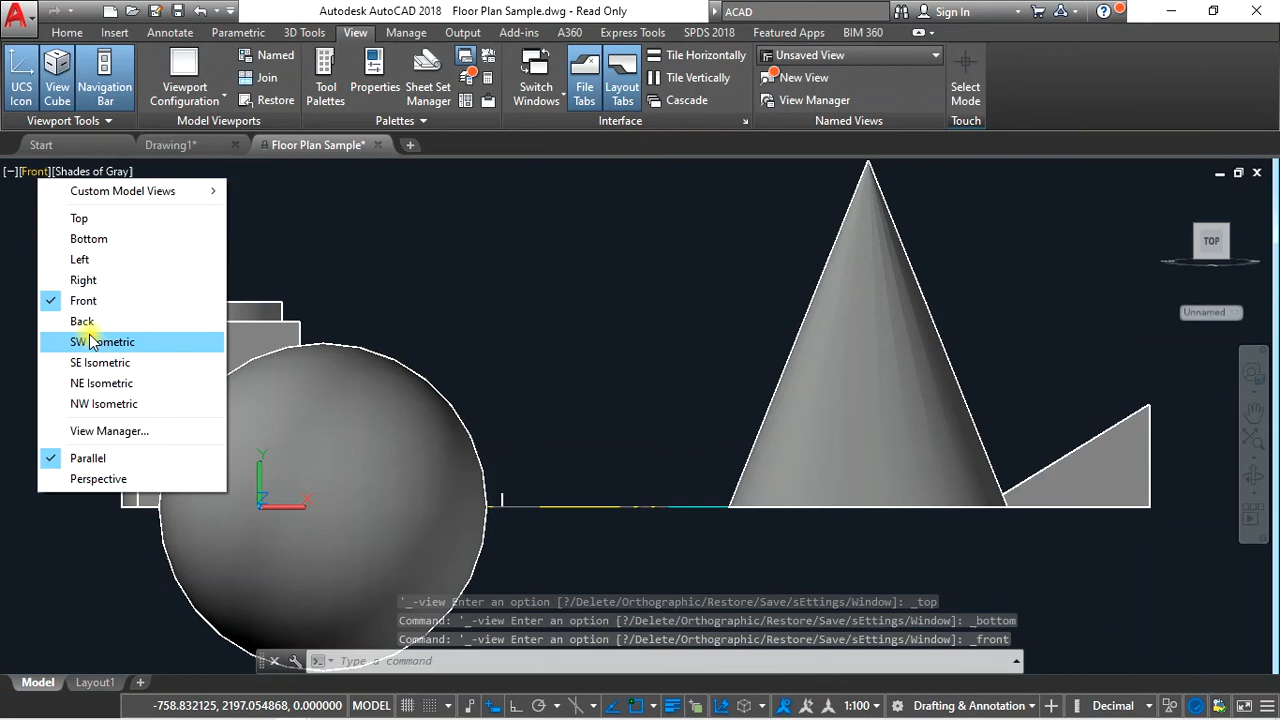 Autodesk AutoCAD 2018 Floor Plan Sample.dwg - Read Only
ACAD
Sign In
Home Insert Annotate Parametric 3D Tools View Manage Output Add-ins A360 Express Tools SPDS 2018 Featured Apps BIM 360
UCS Icon
View Cube
Navigation Bar
Viewport Tools
Viewport Configuration
Named
Join
Restore
Model Viewports
Tool Palettes
Properties
Sheet Set Manager
Palettes
Switch Windows
File Tabs
Layout Tabs
Tile Horizontally
Tile Vertically
Cascade
Interface
Unsaved View
New View
View Manager
Named Views
Select Mode
Touch
Start Drawing1* Floor Plan Sample*
[−][Front][Shades of Gray]
Custom Model Views
Top
Bottom
Left
Right
Front
Back
SW Isometric
SE Isometric
NE Isometric
NW Isometric
View Manager...
Parallel
Perspective
TOP
Unnamed
Y
Z X
'_-view Enter an option [?/Delete/Orthographic/Restore/Save/sEttings/Window]: _top
Command: '_-view Enter an option [?/Delete/Orthographic/Restore/Save/sEttings/Window]: _bottom
Command: '_-view Enter an option [?/Delete/Orthographic/Restore/Save/sEttings/Window]: _front
Type a command
Model Layout1
-758.832125, 2197.054868, 0.000000 MODEL 1:100 Drafting & Annotation Decimal